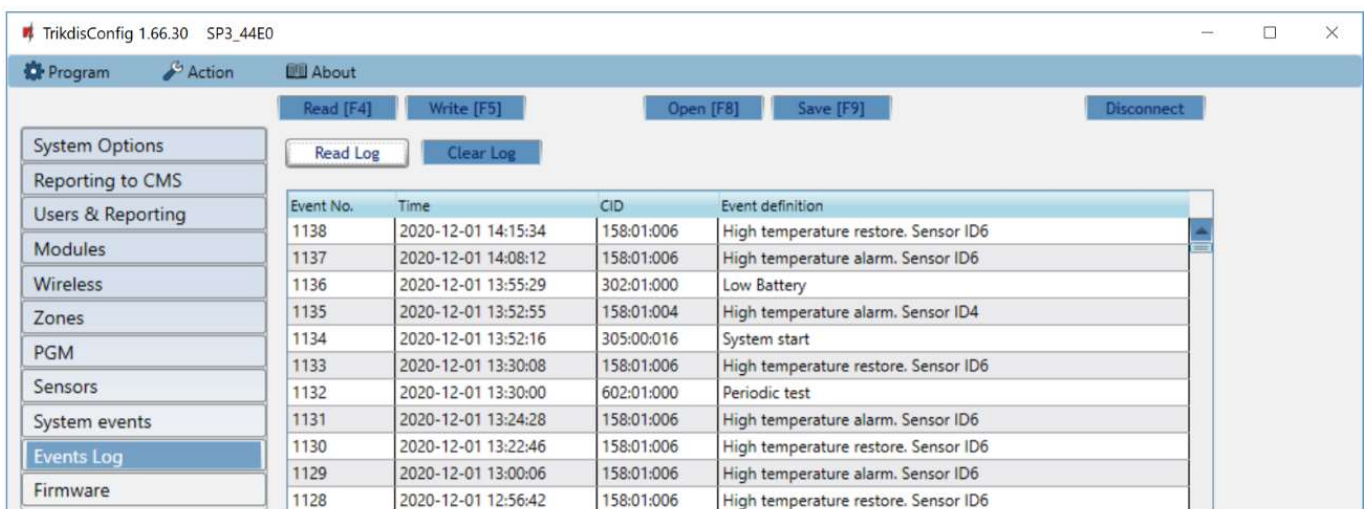 TrikdisConfig 1.66.30 SP3_44E0
Program Action About
Read [F4] Write [F5] Open [F8] Save [F9] Disconnect
Read Log Clear Log
System Options
Reporting to CMS
Users & Reporting
Modules
Wireless
Zones
PGM
Sensors
System events
Events Log
Firmware
Event No. Time CID Event definition
1138 2020-12-01 14:15:34 158:01:006 High temperature restore. Sensor ID6
1137 2020-12-01 14:08:12 158:01:006 High temperature alarm. Sensor ID6
1136 2020-12-01 13:55:29 302:01:000 Low Battery
1135 2020-12-01 13:52:55 158:01:004 High temperature alarm. Sensor ID4
1134 2020-12-01 13:52:16 305:00:016 System start
1133 2020-12-01 13:30:08 158:01:006 High temperature restore. Sensor ID6
1132 2020-12-01 13:30:00 602:01:000 Periodic test
1131 2020-12-01 13:24:28 158:01:006 High temperature alarm. Sensor ID6
1130 2020-12-01 13:22:46 158:01:006 High temperature restore. Sensor ID6
1129 2020-12-01 13:00:06 158:01:006 High temperature alarm. Sensor ID6
1128 2020-12-01 12:56:42 158:01:006 High temperature restore. Sensor ID6